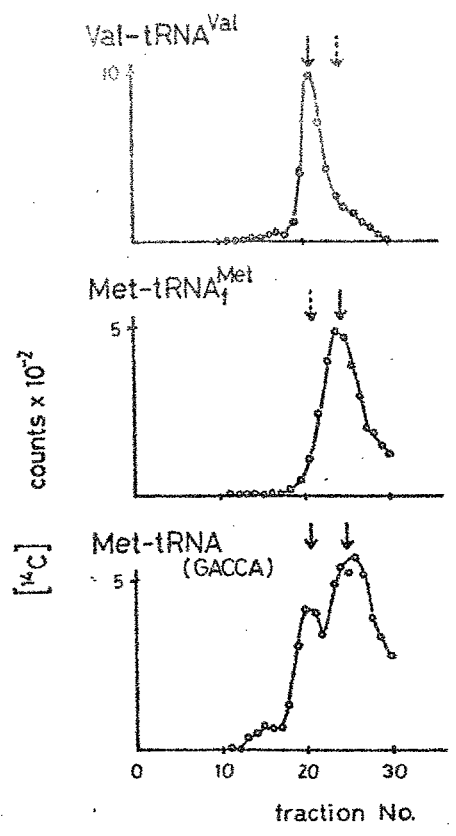 Val-tRNA^Val
10
Met-tRNA_f^Met
5
counts x 10^-2
[14C]
Met-tRNA
(GACCA)
5
0 10 20 30
fraction No.